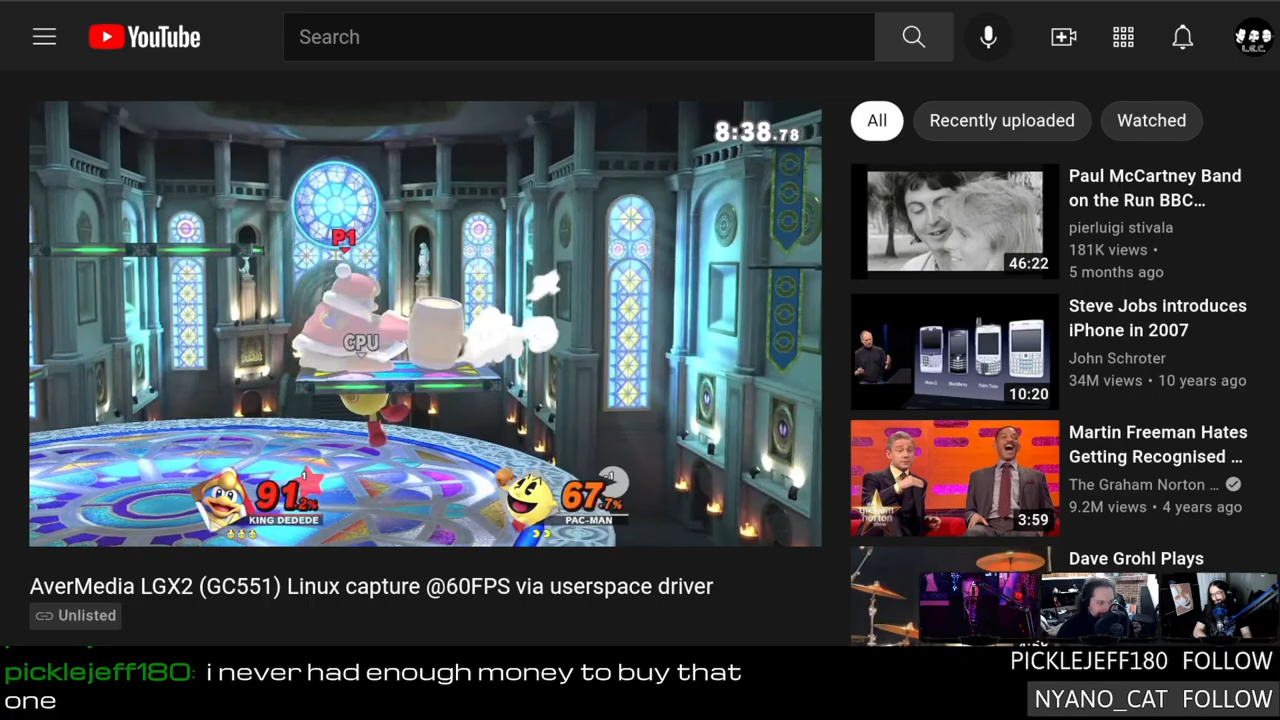 YouTube
Search
L.G.C.
8:38.78
P1
CPU
91.2%
KING DEDEDE
67.7%
PAC-MAN
AverMedia LGX2 (GC551) Linux capture @60FPS via userspace driver
Unlisted
All
Recently uploaded
Watched
Paul McCartney Band
on the Run BBC...
pierluigi stivala
181K views •
5 months ago
46:22
Steve Jobs introduces
iPhone in 2007
John Schroter
34M views • 10 years ago
10:20
Martin Freeman Hates
Getting Recognised ...
The Graham Norton ...
9.2M views • 4 years ago
3:59
Dave Grohl Plays
picklejeff180: i never had enough money to buy that
one
PICKLEJEFF180 FOLLOW
NYANO_CAT FOLLOW